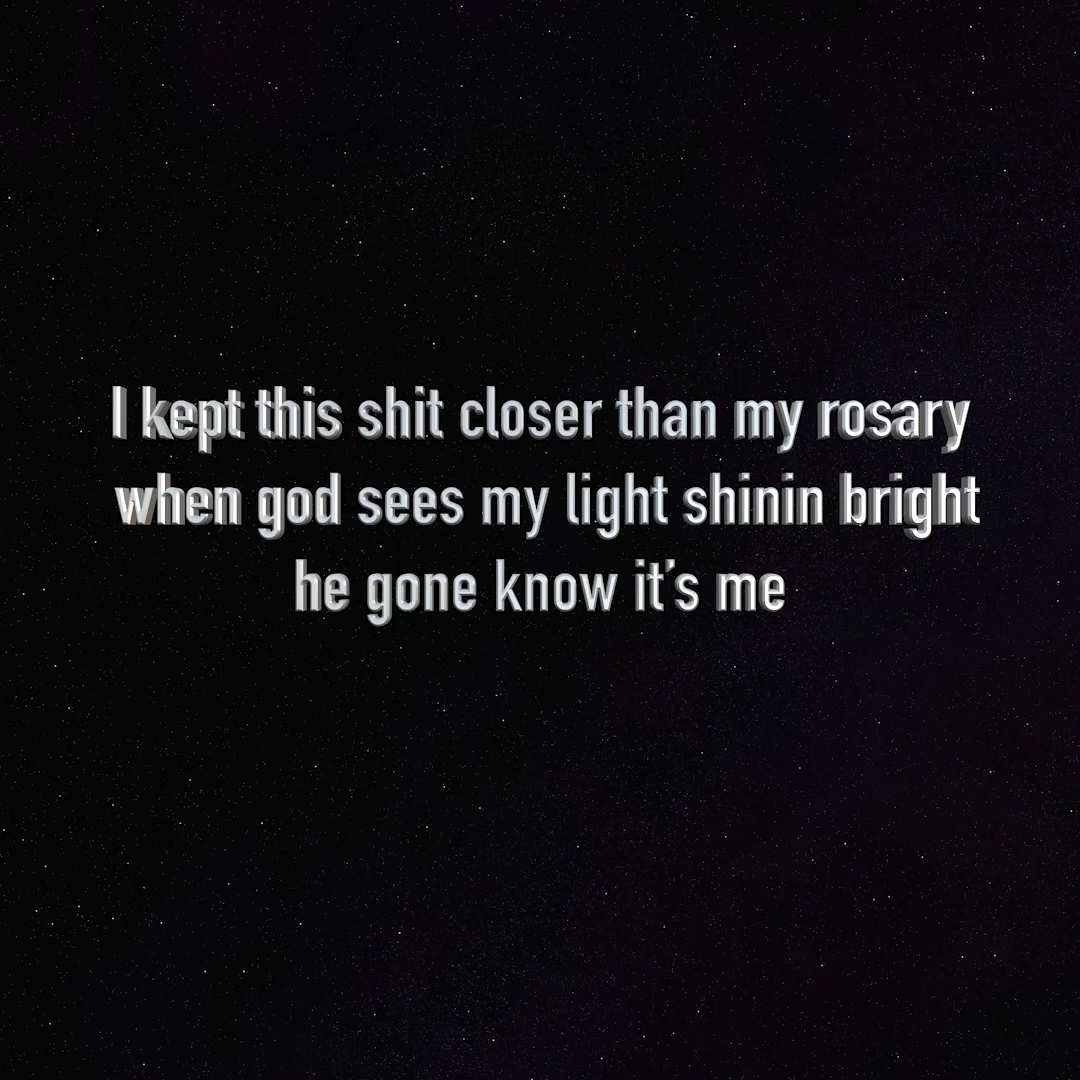 I kept this shit closer than my rosary
when god sees my light shinin bright
he gone know it’s me